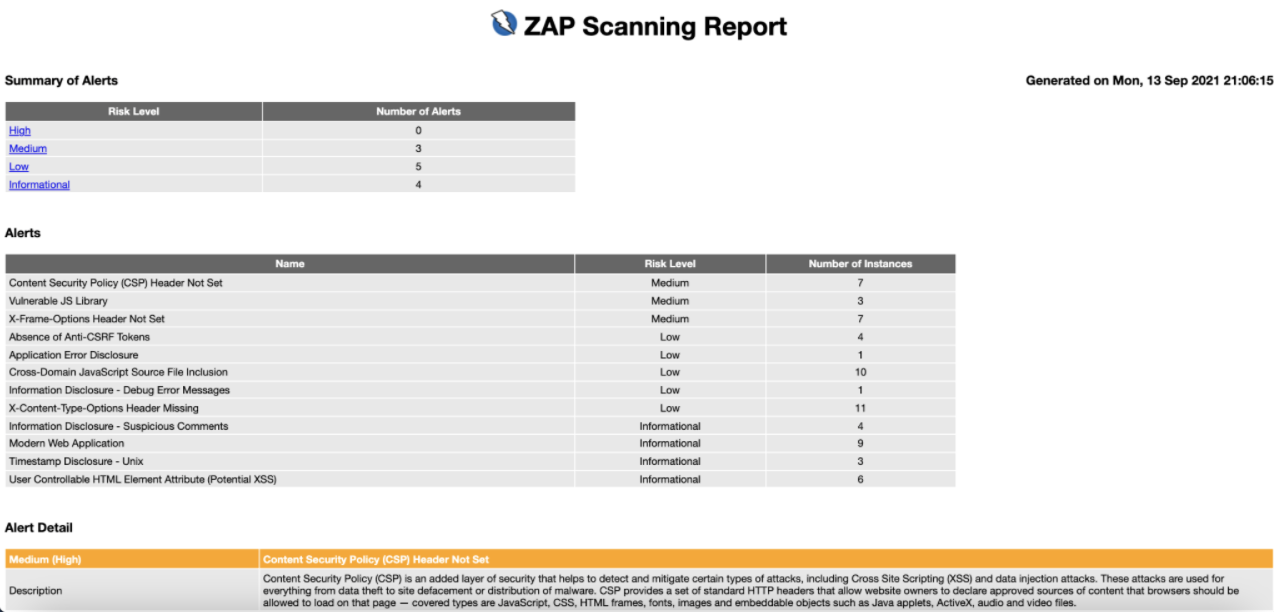 ZAP Scanning Report
Summary of Alerts Generated on Mon, 13 Sep 2021 21:06:15
Risk Level Number of Alerts
High 0
Medium 3
Low 5
Informational 4
Alerts
Name Risk Level Number of Instances
Content Security Policy (CSP) Header Not Set Medium 7
Vulnerable JS Library Medium 3
X-Frame-Options Header Not Set Medium 7
Absence of Anti-CSRF Tokens Low 4
Application Error Disclosure Low 1
Cross-Domain JavaScript Source File Inclusion Low 10
Information Disclosure - Debug Error Messages Low 1
X-Content-Type-Options Header Missing Low 11
Information Disclosure - Suspicious Comments Informational 4
Modern Web Application Informational 9
Timestamp Disclosure - Unix Informational 3
User Controllable HTML Element Attribute (Potential XSS) Informational 6
Alert Detail
Medium (High) Content Security Policy (CSP) Header Not Set
Description
Content Security Policy (CSP) is an added layer of security that helps to detect and mitigate certain types of attacks, including Cross Site Scripting (XSS) and data injection attacks. These attacks are used for
everything from data theft to site defacement or distribution of malware. CSP provides a set of standard HTTP headers that allow website owners to declare approved sources of content that browsers should be
allowed to load on that page — covered types are JavaScript, CSS, HTML frames, fonts, images and embeddable objects such as Java applets, ActiveX, audio and video files.